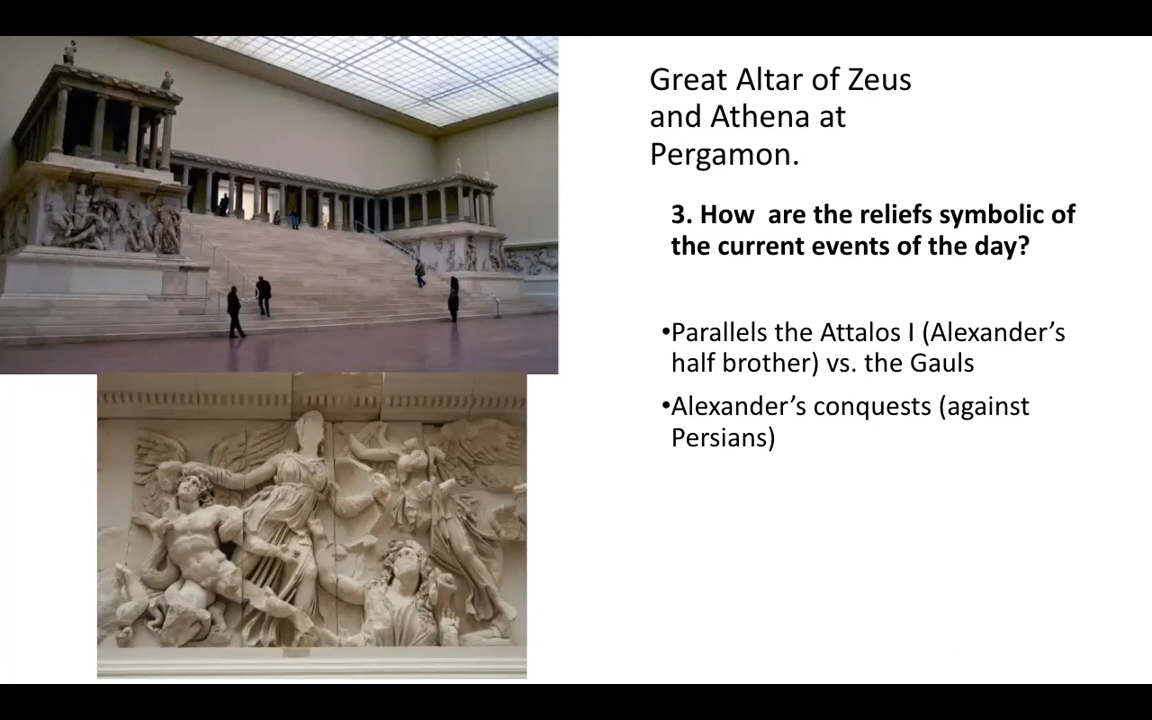 Great Altar of Zeus
and Athena at
Pergamon.
3. How  are the reliefs symbolic of
the current events of the day?
•Parallels the Attalos I (Alexander’s
half brother) vs. the Gauls
•Alexander’s conquests (against
Persians)